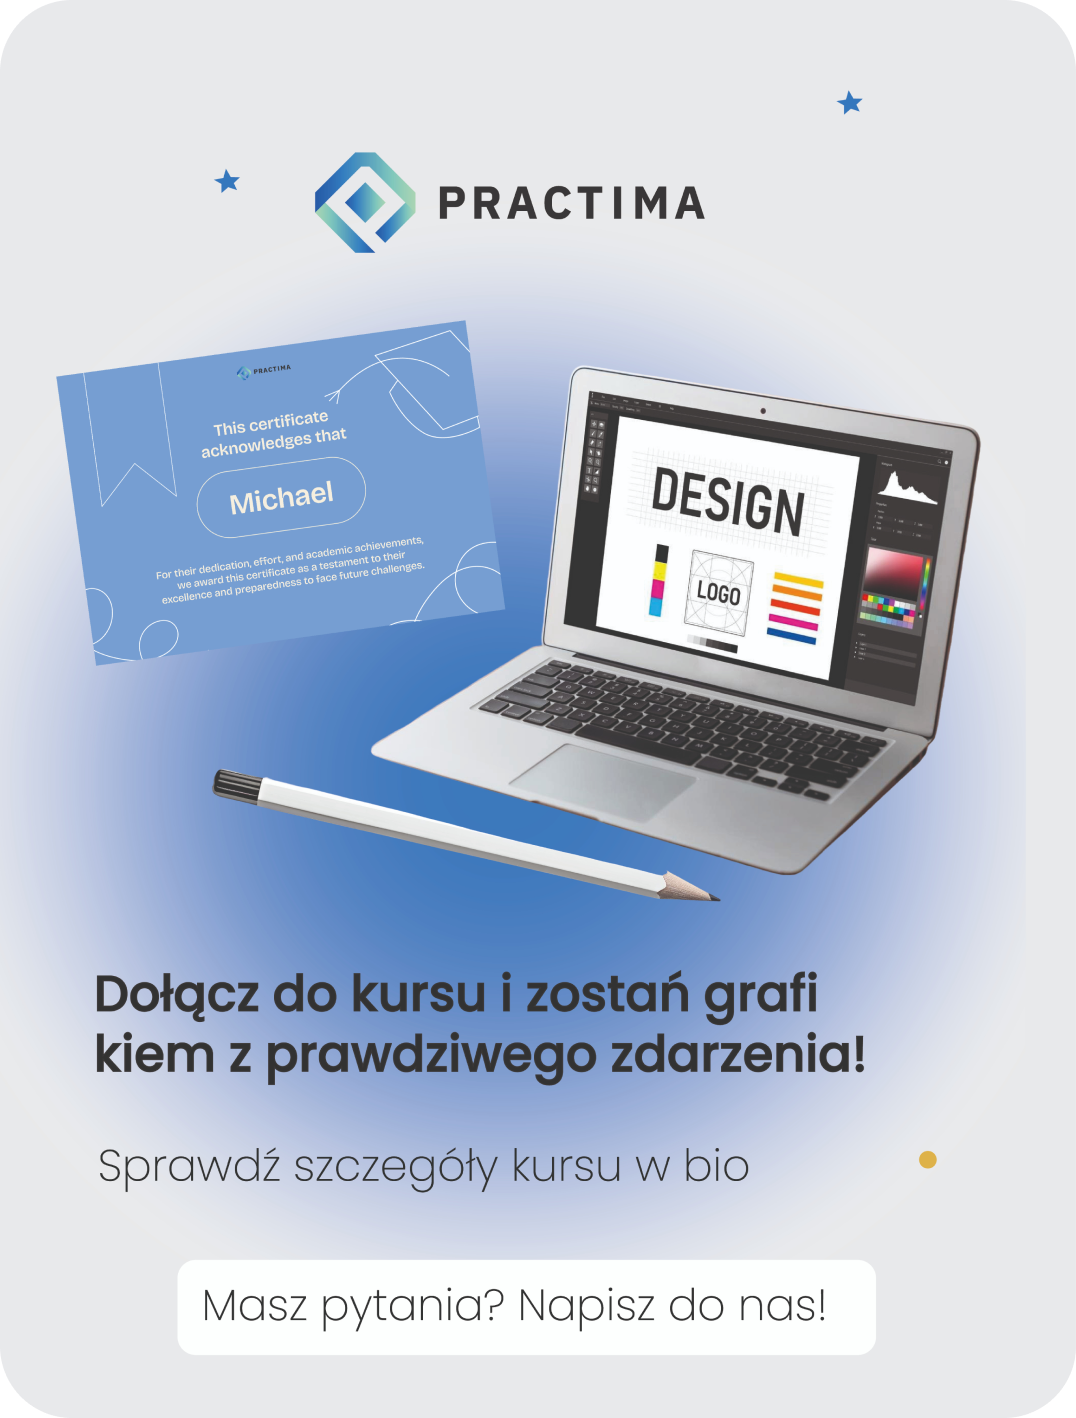 PRACTIMA
PRACTIMA
This certificate
acknowledges that
Michael
For their dedication, effort, and academic achievements,
we award this certificate as a testament to their
excellence and preparedness to face future challenges.
DESIGN
LOGO
Dołącz do kursu i zostań grafi
kiem z prawdziwego zdarzenia!
Sprawdź szczegóły kursu w bio
Masz pytania? Napisz do nas!